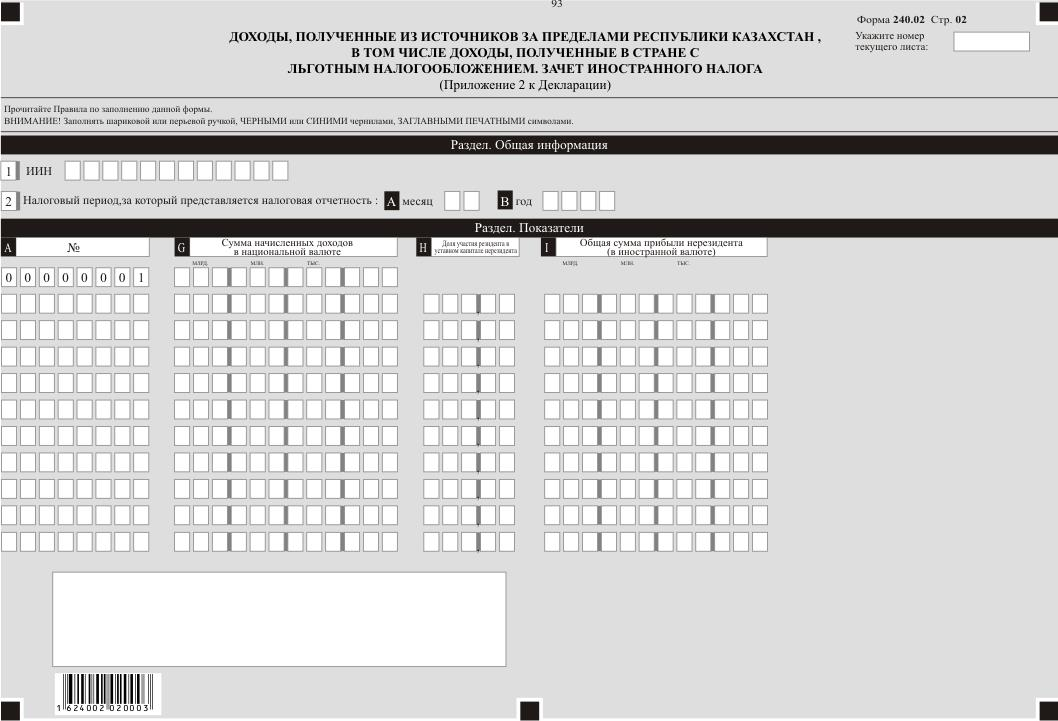 93
Форма 240.02 Стр. 02
Укажите номер
текущего листа:
ДОХОДЫ, ПОЛУЧЕННЫЕ ИЗ ИСТОЧНИКОВ ЗА ПРЕДЕЛАМИ РЕСПУБЛИКИ КАЗАХСТАН ,
В ТОМ ЧИСЛЕ ДОХОДЫ, ПОЛУЧЕННЫЕ В СТРАНЕ С
ЛЬГОТНЫМ НАЛОГООБЛОЖЕНИЕМ. ЗАЧЕТ ИНОСТРАННОГО НАЛОГА
(Приложение 2 к Декларации)
Прочитайте Правила по заполнению данной формы.
ВНИМАНИЕ! Заполнять шариковой или перьевой ручкой, ЧЕРНЫМИ или СИНИМИ чернилами, ЗАГЛАВНЫМИ ПЕЧАТНЫМИ символами.
Раздел. Общая информация
1 ИИН
2 Налоговый период,за который представляется налоговая отчетность : A месяц B год
Раздел. Показатели
A №
G Сумма начисленных доходов
в национальной валюте
H Доля участия резидента в
уставном капитале нерезидента
I Общая сумма прибыли нерезидента
(в иностранной валюте)
МЛРД. МЛН. ТЫС. МЛРД. МЛН. ТЫС.
0 0 0 0 0 0 0 1
1 624002 020003